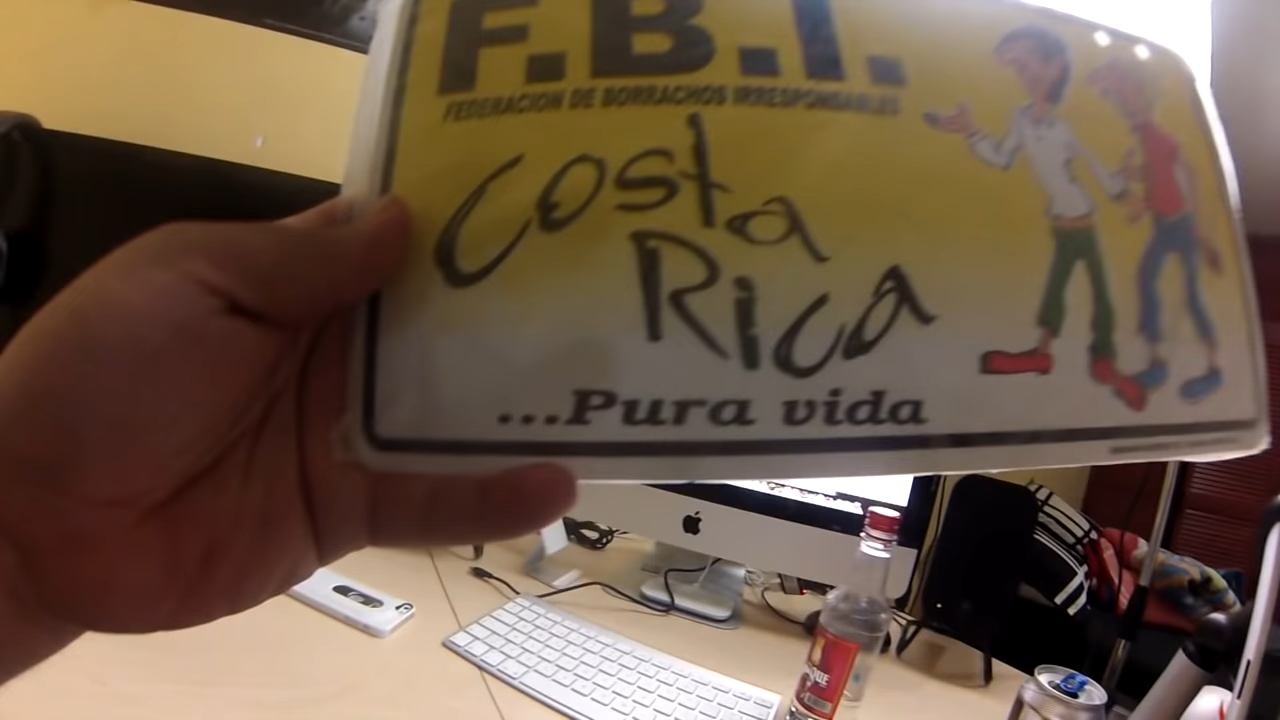 F.B.I.
FEDERACION DE BORRACHOS IRRESPONSABLES
Costa
Rica
...Pura vida